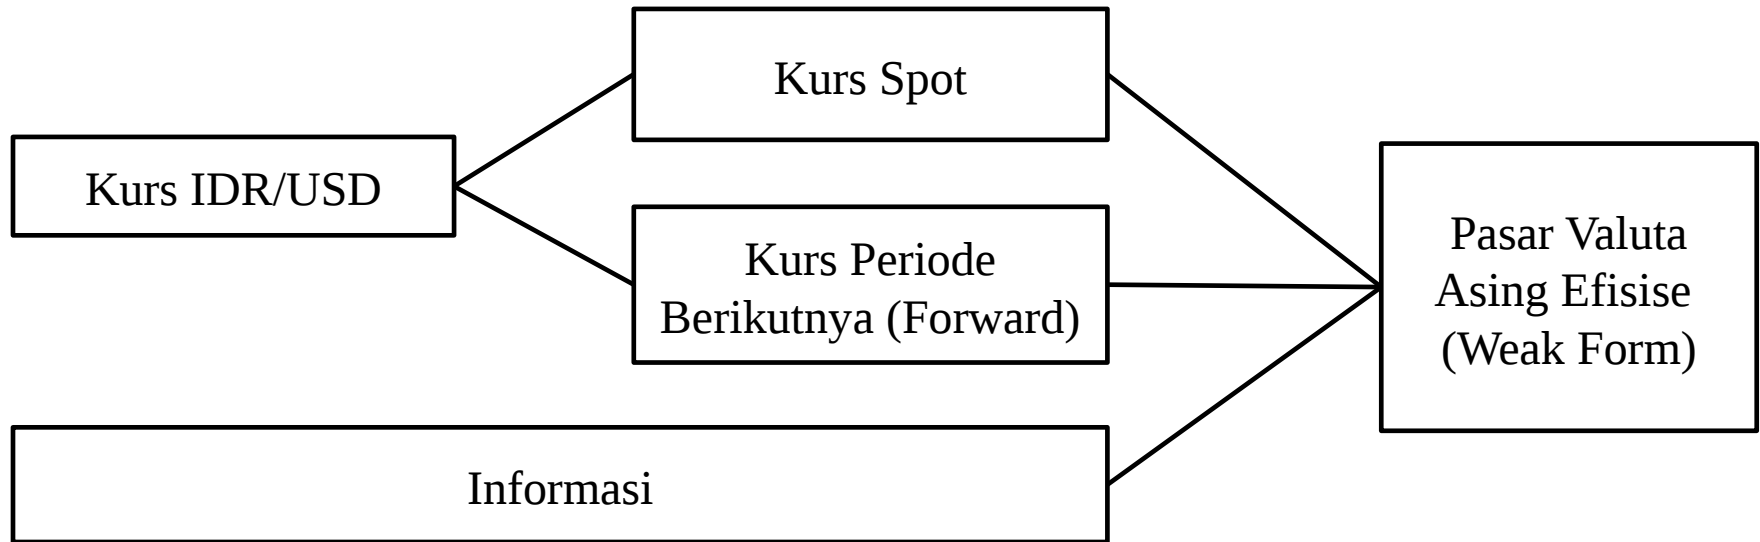 Kurs Spot
Kurs IDR/USD
Kurs Periode
Berikutnya (Forward)
Pasar Valuta
Asing Efisise
(Weak Form)
Informasi